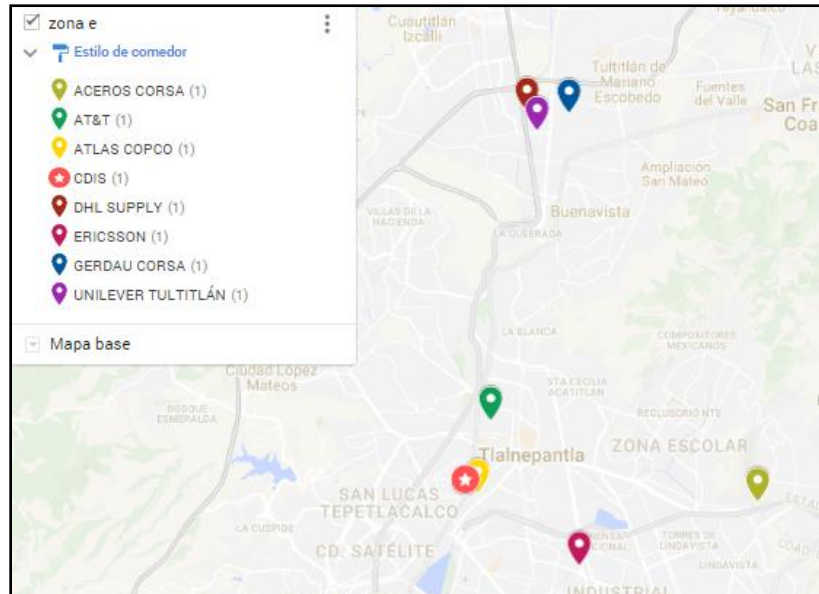 zona e
Estilo de comedor
ACEROS CORSA (1)
AT&T (1)
ATLAS COPCO (1)
CDIS (1)
DHL SUPPLY (1)
ERICSSON (1)
GERDAU CORSA (1)
UNILEVER TULTITLÁN (1)
Mapa base
Cuautitlán
Izcalli
Tultitlán de
Mariano
Escobedo
Fuentes
del Valle
San Fr
Coa
V
LAS
Ampliación
San Mateo
VILLAS DE LA
HACIENDA
Buenavista
LA QUEBRADA
LA BLANCA
COMPOSITORES
MEXICANOS
Ciudad López
Mateos
BOSQUE
ESMERALDA
STA CECILIA
ACATITLAN
RECLUSORIO NTE
Tlalnepantla
ZONA ESCOLAR
SAN LUCAS
TEPETLACALCO
LA CUSPIDE
CD. SATÉLITE
TORRES DE
LINDAVISTA
LINDAVISTA
INDUSTRIAL